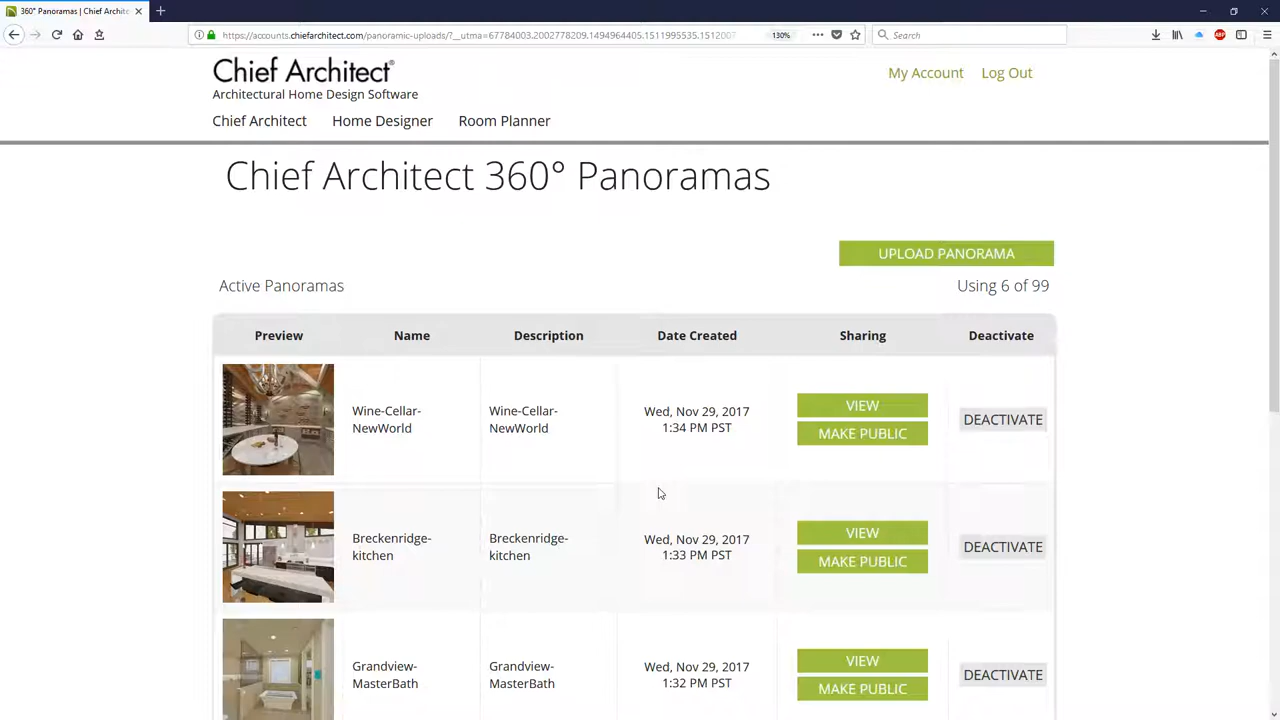 360° Panoramas | Chief Archite
https://accounts.chiefarchitect.com/panoramic-uploads/?__utma=67784003.2002778209.1494964405.1511995535.15120
130%
Search
ABP
Chief Architect®
Architectural Home Design Software
My Account Log Out
Chief Architect Home Designer Room Planner
Chief Architect 360° Panoramas
UPLOAD PANORAMA
Active Panoramas Using 6 of 99
Preview Name Description Date Created Sharing Deactivate
Wine-Cellar-
NewWorld
Wine-Cellar-
NewWorld
Wed, Nov 29, 2017
1:34 PM PST
VIEW
MAKE PUBLIC
DEACTIVATE
Breckenridge-
kitchen
Breckenridge-
kitchen
Wed, Nov 29, 2017
1:33 PM PST
VIEW
MAKE PUBLIC
DEACTIVATE
Grandview-
MasterBath
Grandview-
MasterBath
Wed, Nov 29, 2017
1:32 PM PST
VIEW
MAKE PUBLIC
DEACTIVATE